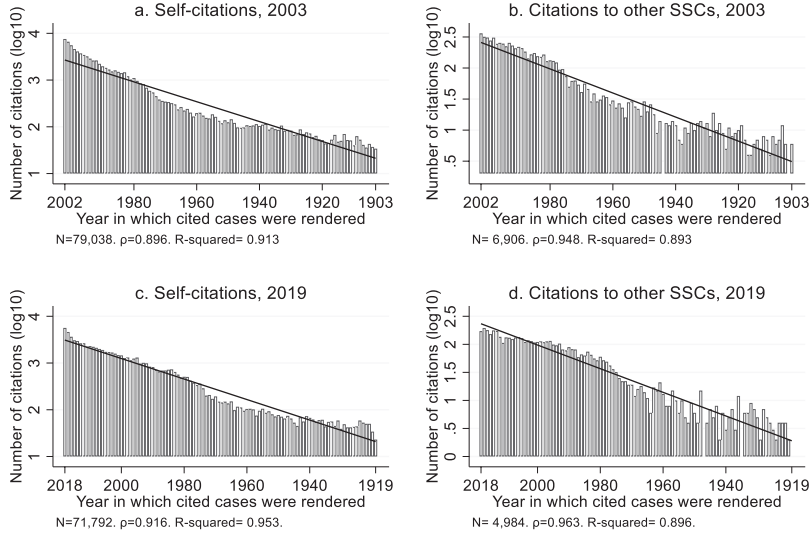 a. Self-citations, 2003
Number of citations (log10)
4
3
2
1
2002 1980 1960 1940 1920 1903
Year in which cited cases were rendered
N=79,038. ρ=0.896. R-squared= 0.913
b. Citations to other SSCs, 2003
Number of citations (log10)
2.5
2
1.5
1
.5
2002 1980 1960 1940 1920 1903
Year in which cited cases were rendered
N= 6,906. ρ=0.948. R-squared= 0.893
c. Self-citations, 2019
Number of citations (log10)
4
3
2
1
2018 2000 1980 1960 1940 1919
Year in which cited cases were rendered
N=71,792. ρ=0.916. R-squared= 0.953.
d. Citations to other SSCs, 2019
Number of citations (log10)
2.5
2
1.5
1
.5
0
2018 2000 1980 1960 1940 1919
Year in which cited cases were rendered
N= 4,984. ρ=0.963. R-squared= 0.896.